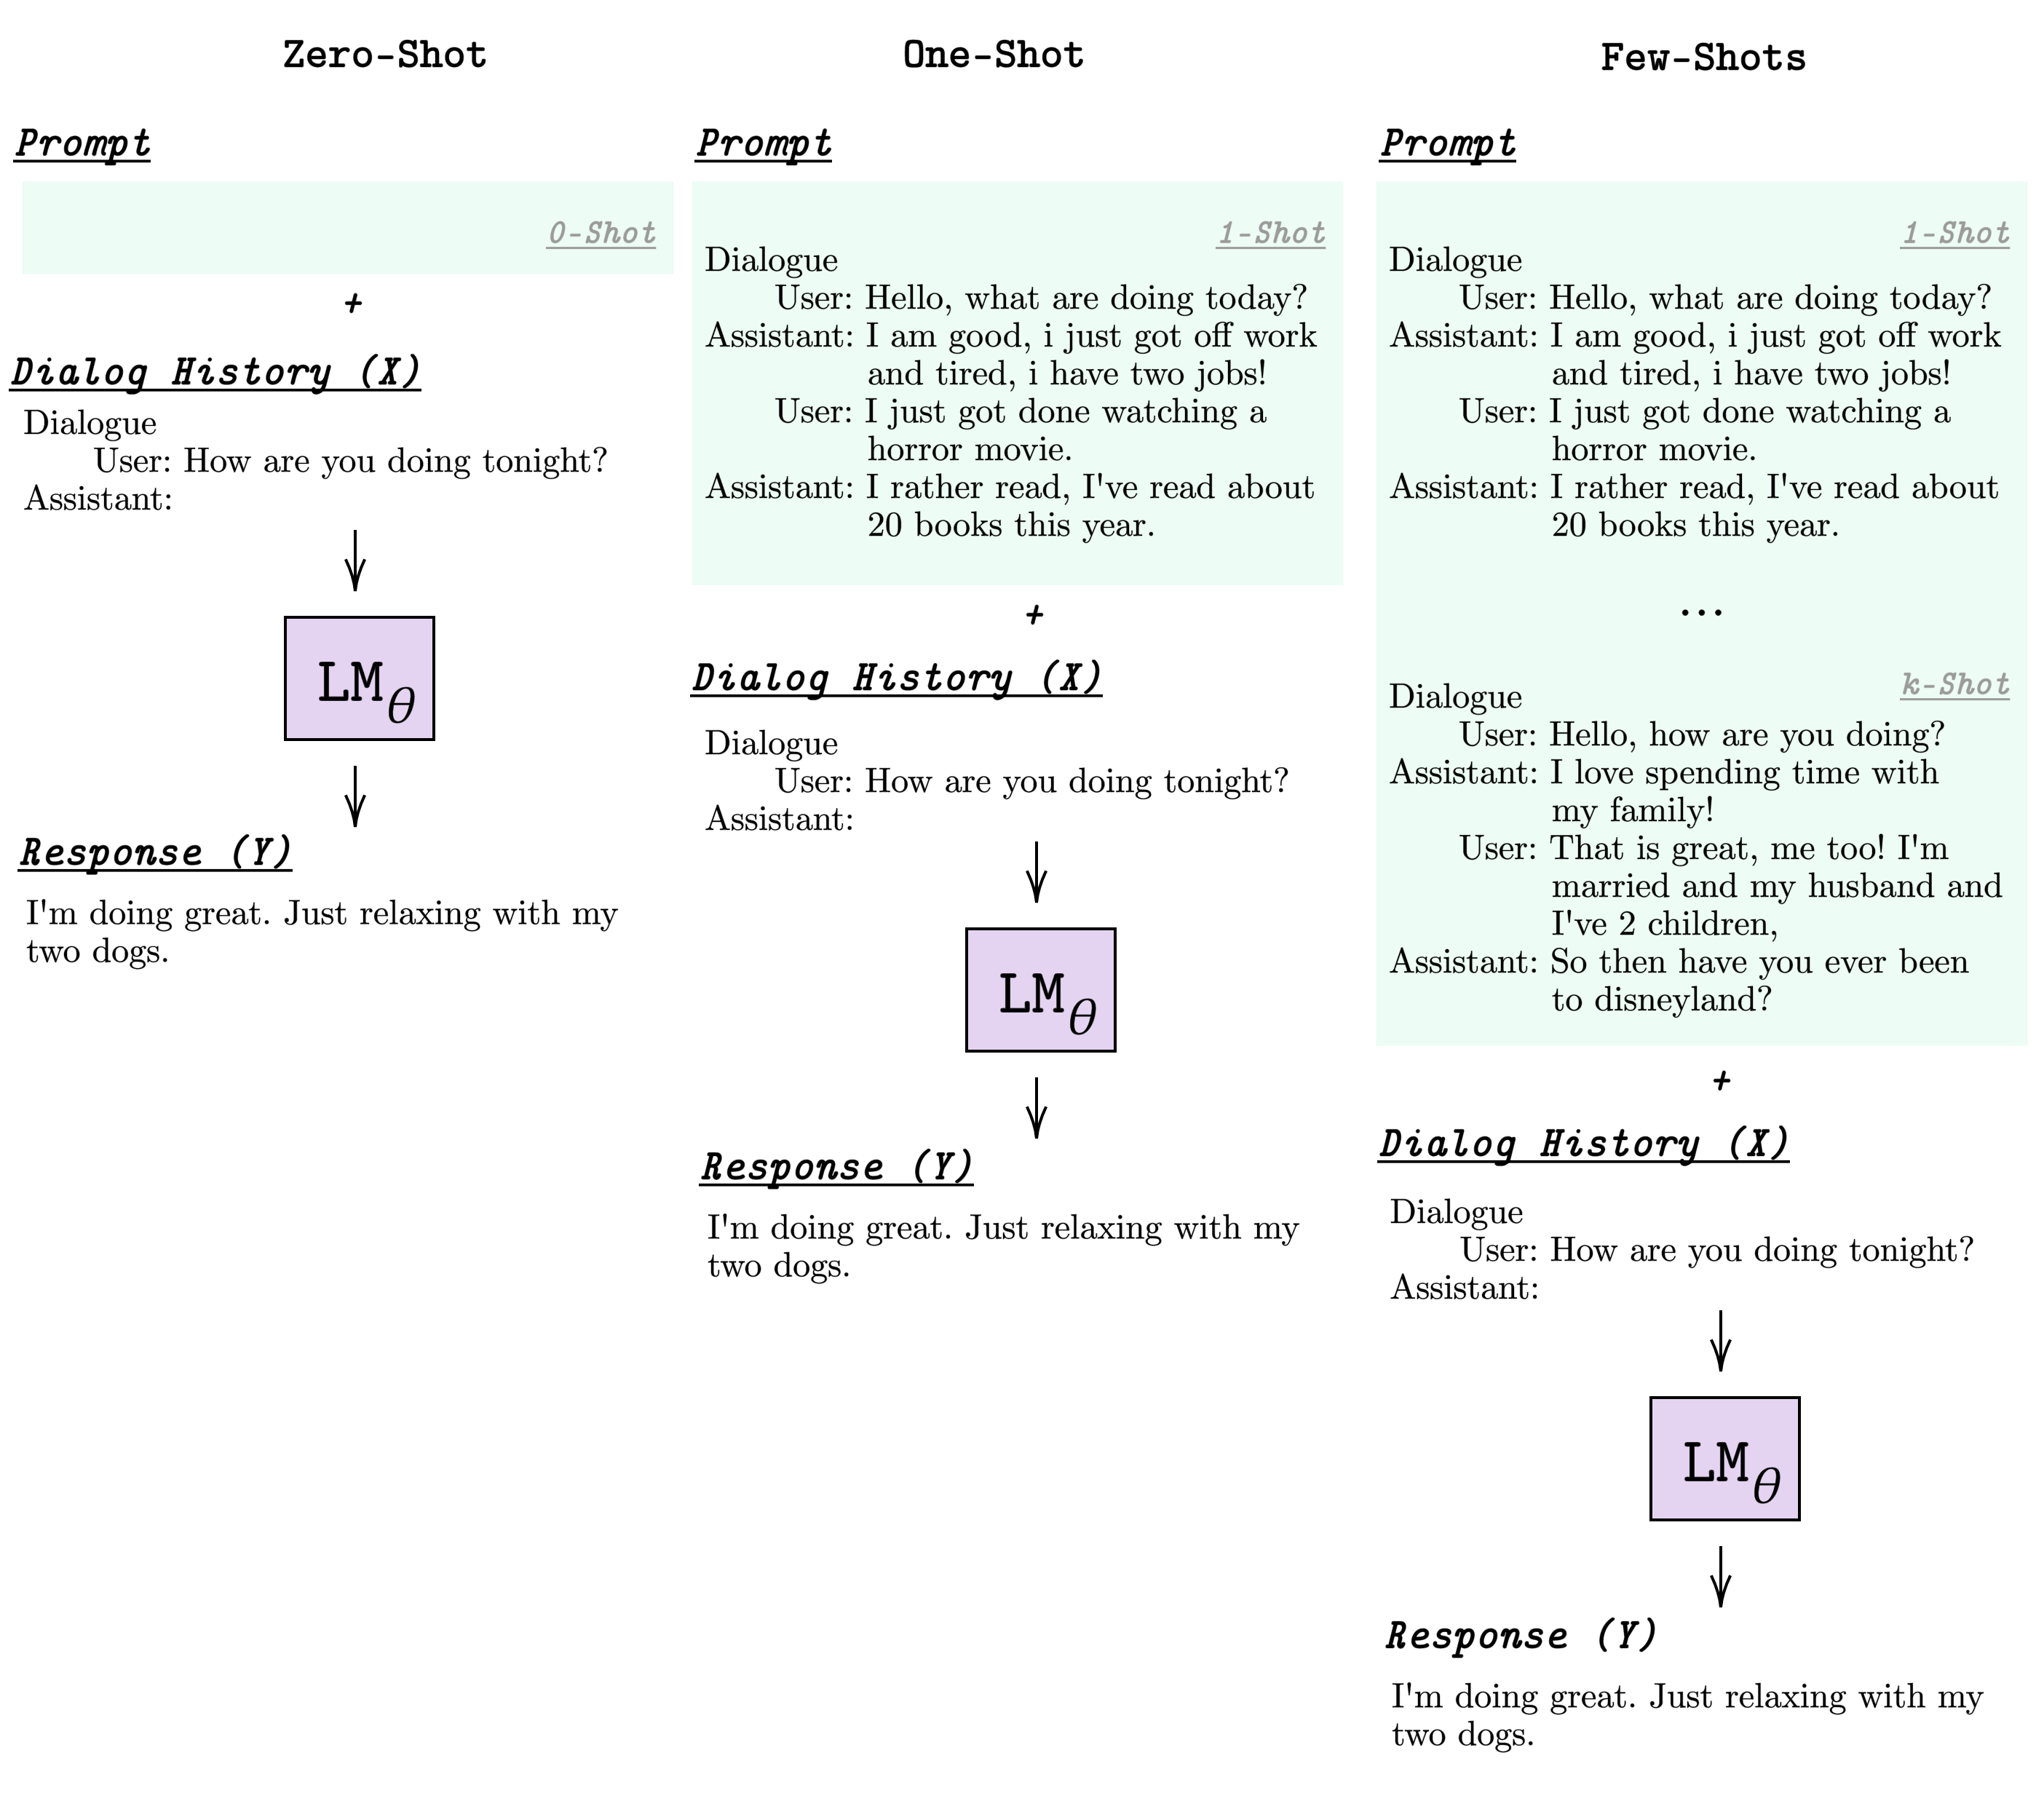 Zero-Shot
Prompt
0-Shot
+
Dialog History (X)
Dialogue
User: How are you doing tonight?
Assistant:
LMθ
Response (Y)
I'm doing great. Just relaxing with my
two dogs.
One-Shot
Prompt
1-Shot
Dialogue
User: Hello, what are doing today?
Assistant: I am good, i just got off work
and tired, i have two jobs!
User: I just got done watching a
horror movie.
Assistant: I rather read, I've read about
20 books this year.
+
Dialog History (X)
Dialogue
User: How are you doing tonight?
Assistant:
LMθ
Response (Y)
I'm doing great. Just relaxing with my
two dogs.
Few-Shots
Prompt
1-Shot
Dialogue
User: Hello, what are doing today?
Assistant: I am good, i just got off work
and tired, i have two jobs!
User: I just got done watching a
horror movie.
Assistant: I rather read, I've read about
20 books this year.
...
k-Shot
Dialogue
User: Hello, how are you doing?
Assistant: I love spending time with
my family!
User: That is great, me too! I'm
married and my husband and
I've 2 children,
Assistant: So then have you ever been
to disneyland?
+
Dialog History (X)
Dialogue
User: How are you doing tonight?
Assistant:
LMθ
Response (Y)
I'm doing great. Just relaxing with my
two dogs.